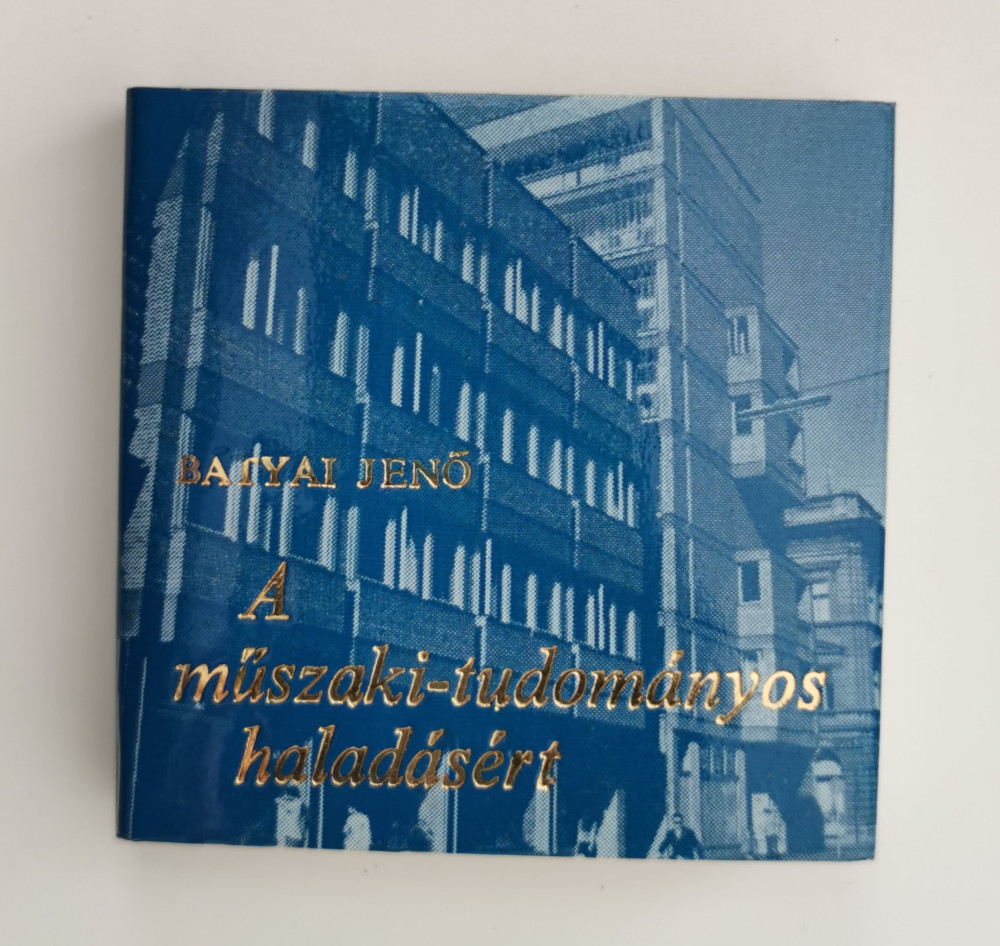 BATYAI JENŐ
A
műszaki-tudományos
haladásért